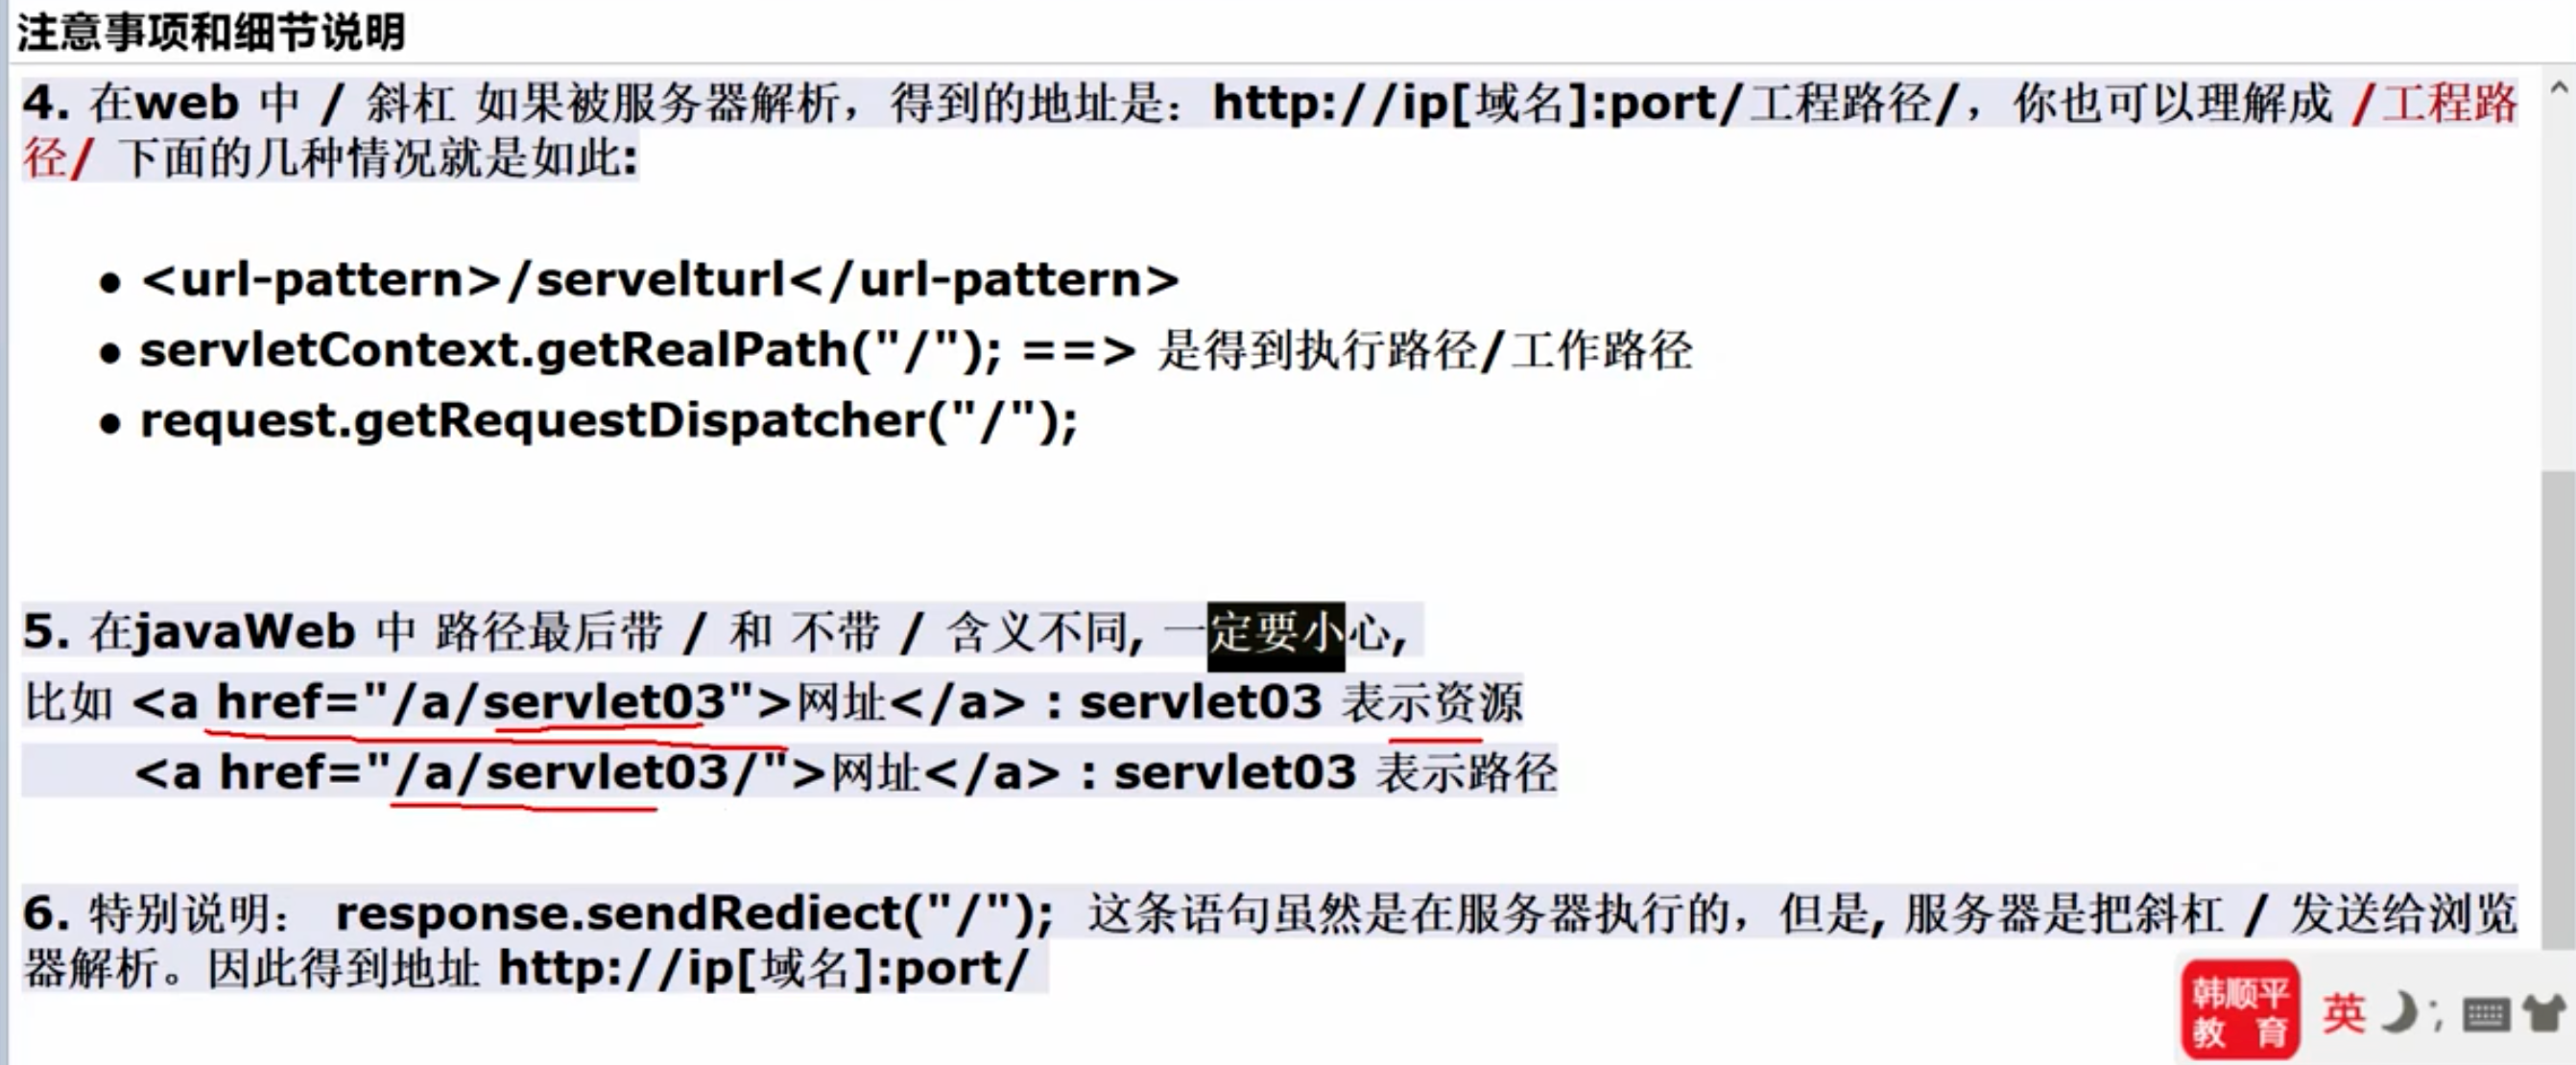 注意事项和细节说明
4. 在web 中 / 斜杠 如果被服务器解析，得到的地址是：http://ip[域名]:port/工程路径/，你也可以理解成 /工程路
径/ 下面的几种情况就是如此:
● <url-pattern>/servelturl</url-pattern>
● servletContext.getRealPath("/"); ==> 是得到执行路径/工作路径
● request.getRequestDispatcher("/");
5. 在javaWeb 中 路径最后带 / 和 不带 / 含义不同, 一定要小心,
比如 <a href="/a/servlet03">网址</a> : servlet03 表示资源
<a href="/a/servlet03/">网址</a> : servlet03 表示路径
6. 特别说明： response.sendRediect("/"); 这条语句虽然是在服务器执行的，但是, 服务器是把斜杠 / 发送给浏览
器解析。因此得到地址 http://ip[域名]:port/
韩顺平
教 育
英